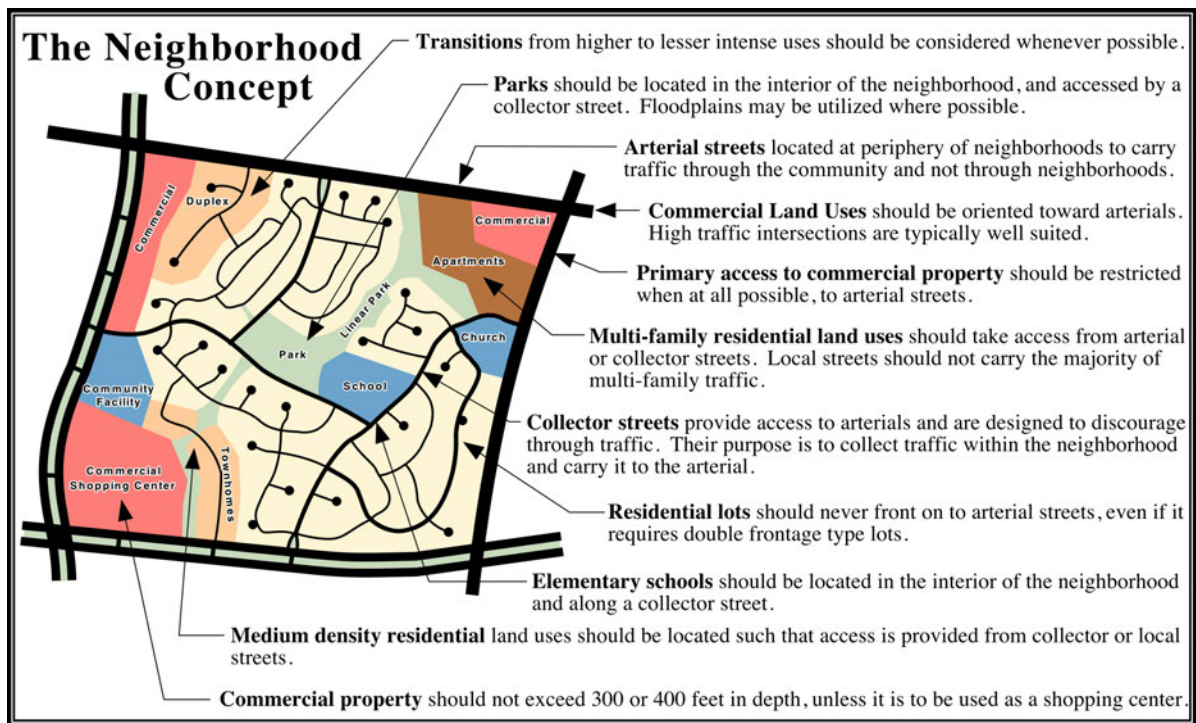 The Neighborhood
Concept
Transitions from higher to lesser intense uses should be considered whenever possible.
Parks should be located in the interior of the neighborhood, and accessed by a
collector street. Floodplains may be utilized where possible.
Arterial streets located at periphery of neighborhoods to carry
traffic through the community and not through neighborhoods.
Commercial Land Uses should be oriented toward arterials.
High traffic intersections are typically well suited.
Primary access to commercial property should be restricted
when at all possible, to arterial streets.
Multi-family residential land uses should take access from arterial
or collector streets. Local streets should not carry the majority of
multi-family traffic.
Collector streets provide access to arterials and are designed to discourage
through traffic. Their purpose is to collect traffic within the neighborhood
and carry it to the arterial.
Residential lots should never front on to arterial streets, even if it
requires double frontage type lots.
Elementary schools should be located in the interior of the neighborhood
and along a collector street.
Medium density residential land uses should be located such that access is provided from collector or local
streets.
Commercial property should not exceed 300 or 400 feet in depth, unless it is to be used as a shopping center.
Commercial
Duplex
Commercial
Apartments
Linear Park
Park
Church
School
Community
Facility
Commercial
Shopping Center
Townhomes